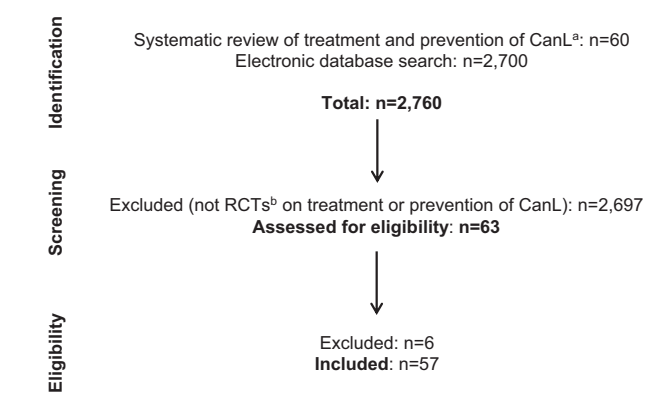 Identification
Systematic review of treatment and prevention of CanLᵃ: n=60
Electronic database search: n=2,700
Total: n=2,760
Screening
Excluded (not RCTsᵇ on treatment or prevention of CanL): n=2,697
Assessed for eligibility: n=63
Eligibility
Excluded: n=6
Included: n=57